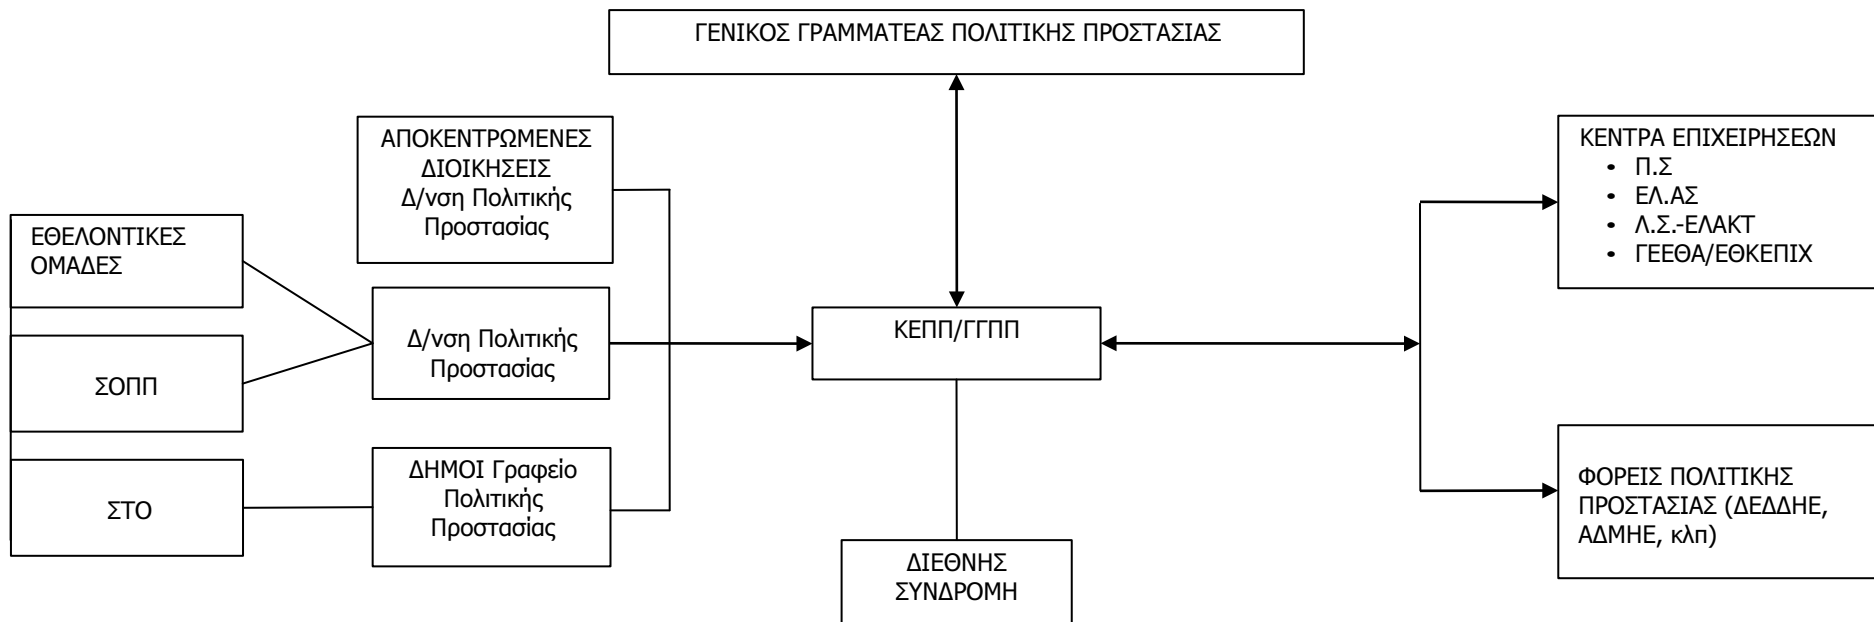 ΓΕΝΙΚΟΣ ΓΡΑΜΜΑΤΕΑΣ ΠΟΛΙΤΙΚΗΣ ΠΡΟΣΤΑΣΙΑΣ
ΑΠΟΚΕΝΤΡΩΜΕΝΕΣ
ΔΙΟΙΚΗΣΕΙΣ
Δ/νση Πολιτικής
Προστασίας
ΕΘΕΛΟΝΤΙΚΕΣ
ΟΜΑΔΕΣ
Δ/νση Πολιτικής
Προστασίας
ΣΟΠΠ
ΔΗΜΟΙ Γραφείο
Πολιτικής
Προστασίας
ΣΤΟ
ΚΕΠΠ/ΓΓΠΠ
ΔΙΕΘΝΗΣ
ΣΥΝΔΡΟΜΗ
ΚΕΝΤΡΑ ΕΠΙΧΕΙΡΗΣΕΩΝ
• Π.Σ
• ΕΛ.ΑΣ
• Λ.Σ.-ΕΛΑΚΤ
• ΓΕΕΘΑ/ΕΘΚΕΠΙΧ
ΦΟΡΕΙΣ ΠΟΛΙΤΙΚΗΣ
ΠΡΟΣΤΑΣΙΑΣ (ΔΕΔΔΗΕ,
ΑΔΜΗΕ, κλπ)